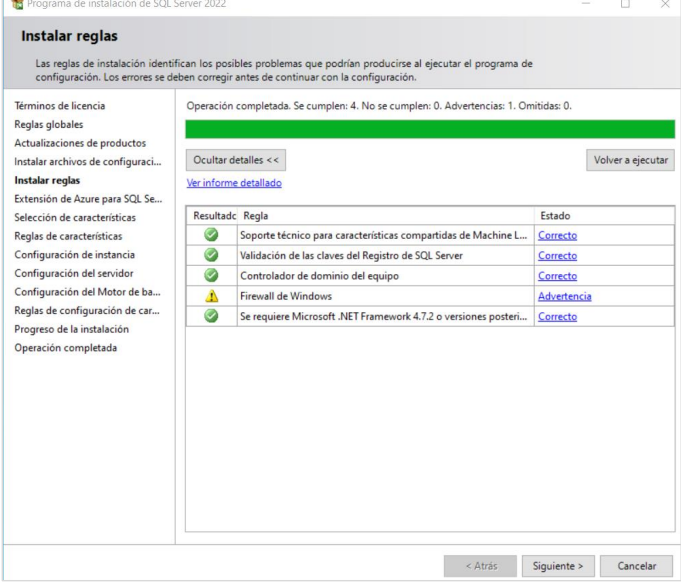 Programa de instalación de SQL Server 2022
Instalar reglas
Las reglas de instalación identifican los posibles problemas que podrían producirse al ejecutar el programa de
configuración. Los errores se deben corregir antes de continuar con la configuración.
Términos de licencia
Reglas globales
Actualizaciones de productos
Instalar archivos de configuraci...
Instalar reglas
Extensión de Azure para SQL Se...
Selección de características
Reglas de características
Configuración de instancia
Configuración del servidor
Configuración del Motor de ba...
Reglas de configuración de car...
Progreso de la instalación
Operación completada
Operación completada. Se cumplen: 4. No se cumplen: 0. Advertencias: 1. Omitidas: 0.
Ocultar detalles << Volver a ejecutar
Ver informe detallado
Resultadc Regla Estado
Soporte técnico para características compartidas de Machine L... Correcto
Validación de las claves del Registro de SQL Server Correcto
Controlador de dominio del equipo Correcto
Firewall de Windows Advertencia
Se requiere Microsoft .NET Framework 4.7.2 o versiones posteri... Correcto
< Atrás Siguiente > Cancelar